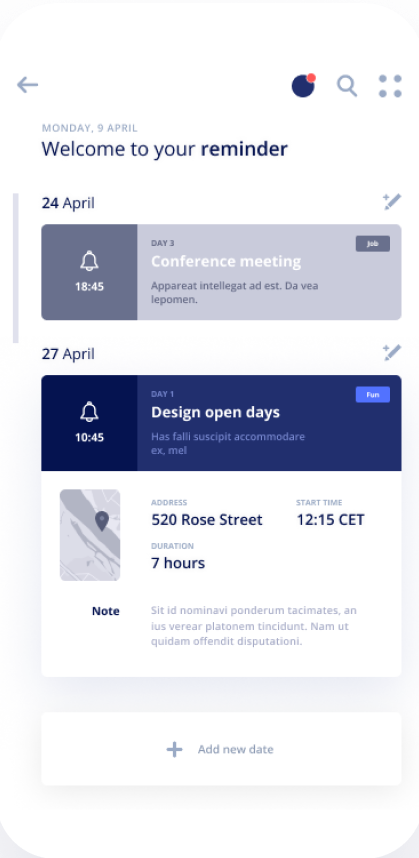 MONDAY, 9 APRIL
Welcome to your reminder
24 April
DAY 3
Job
Conference meeting
18:45
Appareat intellegat ad est. Da vea
lepomen.
27 April
DAY 1
Fun
Design open days
10:45
Has falli suscipit accommodare
ex, mel
ADDRESS
START TIME
520 Rose Street
12:15 CET
DURATION
7 hours
Note
Sit id nominavi ponderum tacimates, an
ius verear platonem tincidunt. Nam ut
quidam offendit disputationi.
Add new date